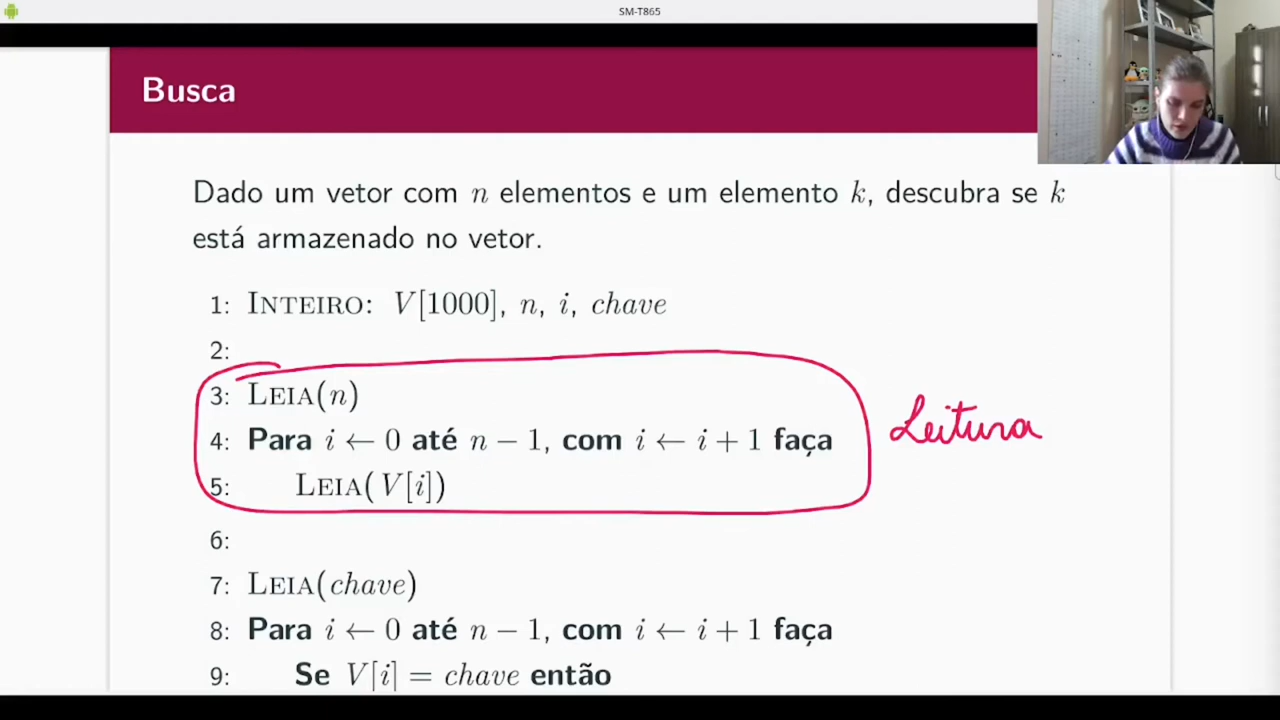 SM-T865
Busca
Dado um vetor com n elementos e um elemento k, descubra se k
está armazenado no vetor.
1: INTEIRO: V[1000], n, i, chave
2:
3: LEIA(n)
4: Para i ← 0 até n − 1, com i ← i + 1 faça
5: LEIA(V[i])
Leitura
6:
7: LEIA(chave)
8: Para i ← 0 até n − 1, com i ← i + 1 faça
9: Se V[i] = chave então